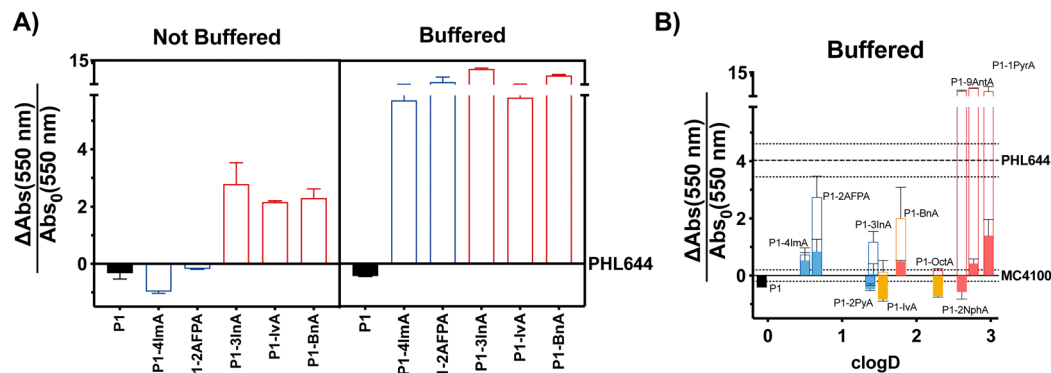 A)
Not Buffered
Buffered
ΔAbs(550 nm)
Abs₀(550 nm)
15
4
2
0
PHL644
P1
P1-4ImA
1-2AFPA
P1-3InA
P1-IvA
P1-BnA
P1
P1-4ImA
1-2AFPA
P1-3InA
P1-IvA
P1-BnA
B)
Buffered
ΔAbs(550 nm)
Abs₀(550 nm)
15
4
2
0
P1-1PyrA
P1-9AntA
PHL644
P1-2AFPA
P1-BnA
P1-3InA
P1-4ImA
P1-OctA
MC4100
P1
P1-2PyA
P1-IvA
P1-2NphA
0
1
2
3
clogD